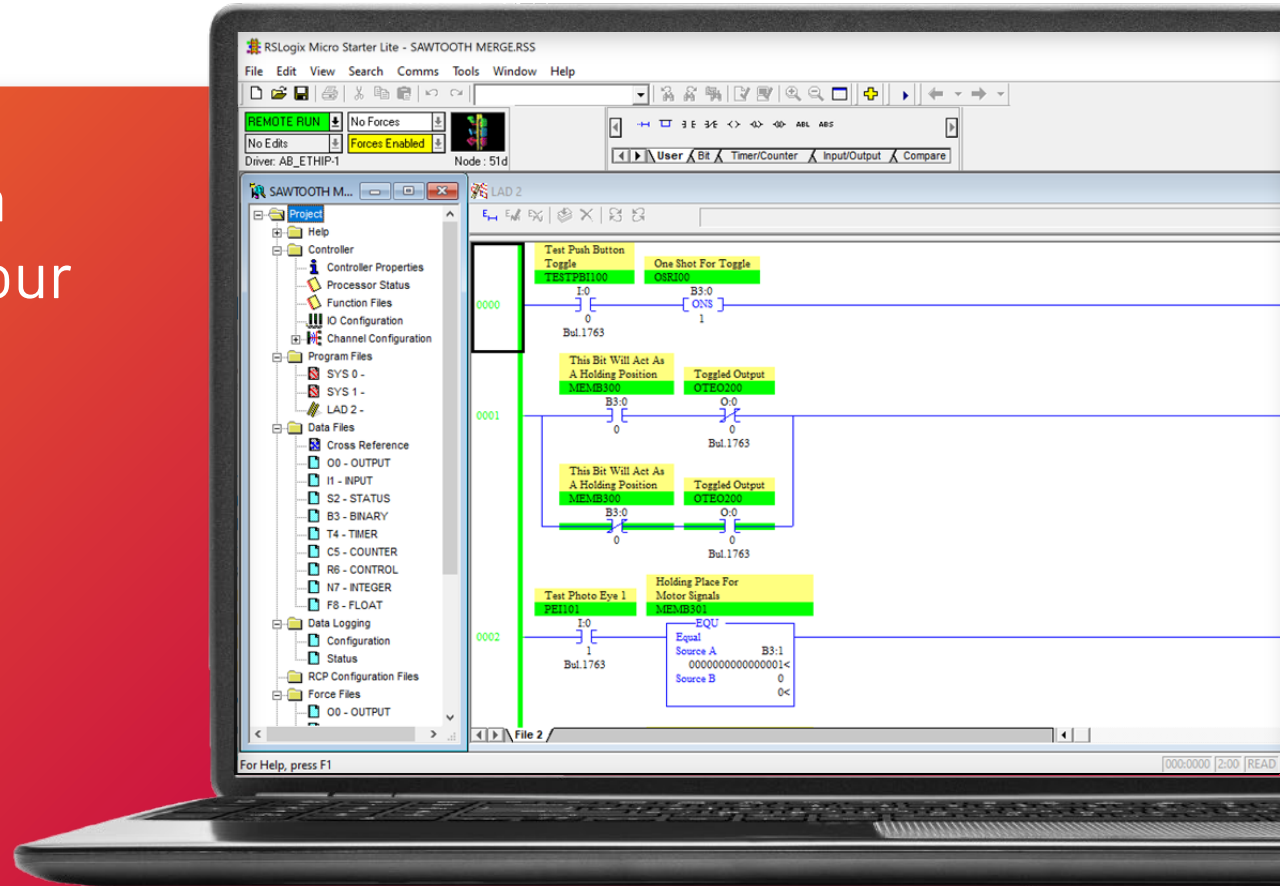 our
RSLogix Micro Starter Lite - SAWTOOTH MERGE.RSS
File Edit View Search Comms Tools Window Help
REMOTE RUN No Forces
No Edits Forces Enabled
Driver: AB_ETHIP-1 Node : 51d
ABL ABS
User Bit Timer/Counter Input/Output Compare
SAWTOOTH M...
Project
Help
Controller
Controller Properties
Processor Status
Function Files
IO Configuration
Channel Configuration
Program Files
SYS 0 -
SYS 1 -
LAD 2 -
Data Files
Cross Reference
O0 - OUTPUT
I1 - INPUT
S2 - STATUS
B3 - BINARY
T4 - TIMER
C5 - COUNTER
R6 - CONTROL
N7 - INTEGER
F8 - FLOAT
Data Logging
Configuration
Status
RCP Configuration Files
Force Files
O0 - OUTPUT
LAD 2
Test Push Button
Toggle One Shot For Toggle
TESTPBI100 OSRI00
I:0 B3:0
0000 ONS
0 1
Bul.1763
This Bit Will Act As
A Holding Position Toggled Output
MEMB300 OTEO200
B3:0 O:0
0001
0 0
Bul.1763
This Bit Will Act As
A Holding Position Toggled Output
MEMB300 OTEO200
B3:0 O:0
0 0
Bul.1763
Holding Place For
Test Photo Eye 1 Motor Signals
PEI101 MEMB301
I:0 EQU
0002 Equal
1 Source A B3:1
Bul.1763 0000000000000001<
Source B 0
0<
File 2
For Help, press F1 000:0000 2:00 READ